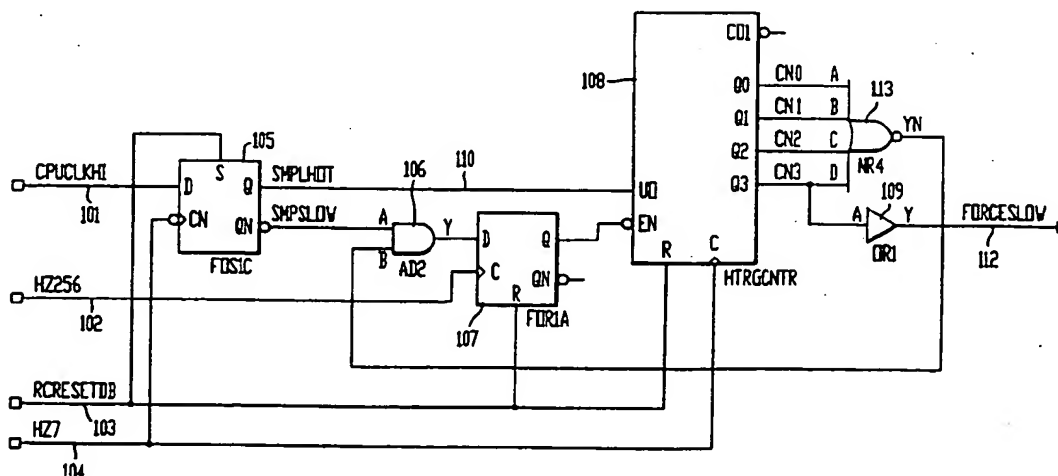 CO1
108
Q0 CN0 A
113
Q1 CN1 B
YN
105
Q2 CN2 C
NR4
106
110
Q3 CN3 D
CPUCLKHI
S
D Q SMPLHOT
UO
109
101
CN
QN SMPSLOW
A Y
D Q
EN
A Y FORCESLOW
B
AD2
C
R C
OR1
112
FDS1C
QN
HTRGCNTR
HZ256
R
102
107
FDR1A
RCRESETDB
103
HZ7
104